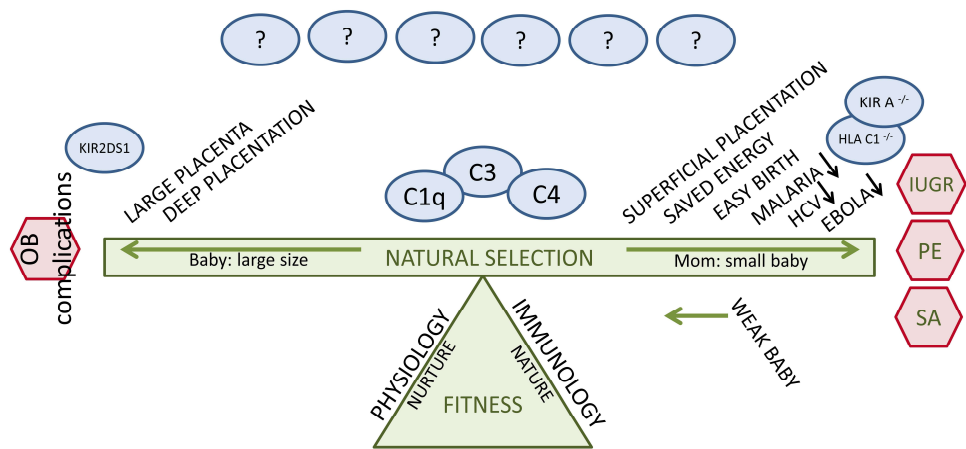 ? ? ? ? ? ?
KIR2DS1
LARGE PLACENTA
DEEP PLACENTATION
C1q
C3
C4
SUPERFICIAL PLACENTATION
SAVED ENERGY
EASY BIRTH
MALARIA
HCV
EBOLA
KIR A -/-
HLA C1 -/-
OB
complications
IUGR
PE
SA
Baby: large size
NATURAL SELECTION
Mom: small baby
WEAK BABY
PHYSIOLOGY
NURTURE
IMMUNOLOGY
NATURE
FITNESS